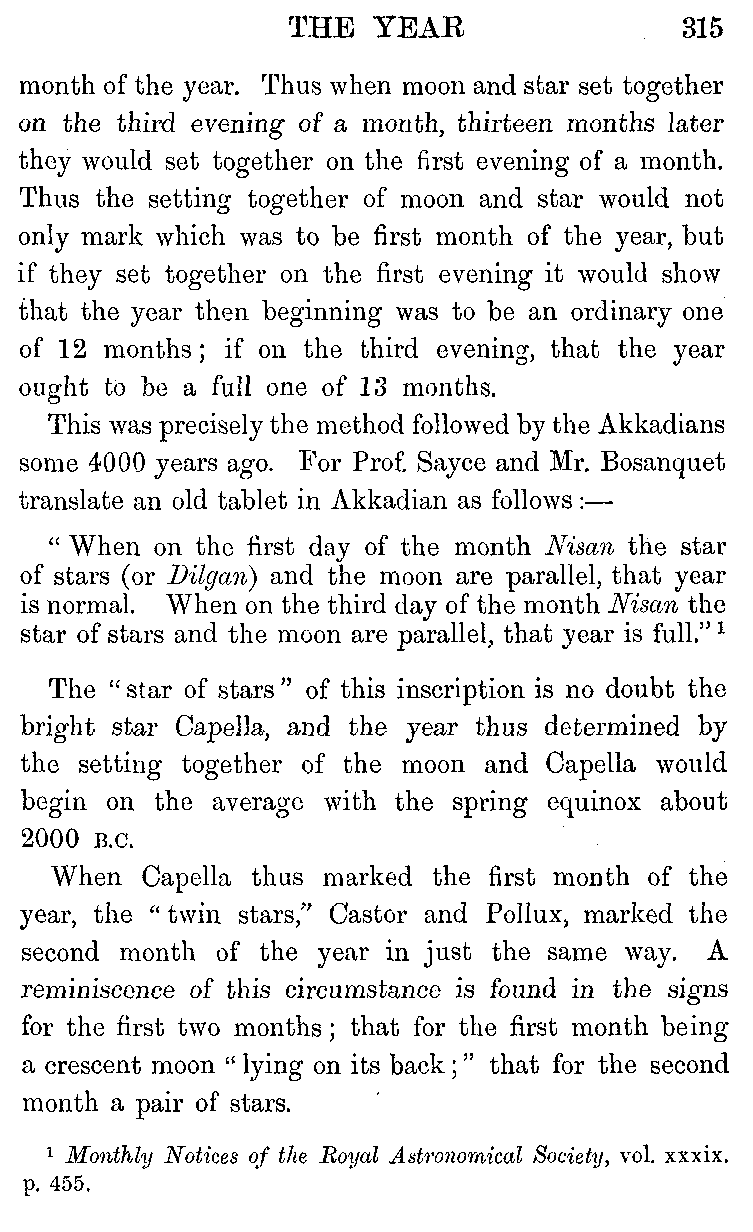 THE YEAR 315
month of the year. Thus when moon and star set together
on the third evening of a month, thirteen months later
they would set together on the first evening of a month.
Thus the setting together of moon and star would not
only mark which was to be first month of the year, but
if they set together on the first evening it would show
that the year then beginning was to be an ordinary one
of 12 months; if on the third evening, that the year
ought to be a full one of 13 months.
This was precisely the method followed by the Akkadians
some 4000 years ago. For Prof. Sayce and Mr. Bosanquet
translate an old tablet in Akkadian as follows:—
“When on the first day of the month Nisan the star
of stars (or Dilgan) and the moon are parallel, that year
is normal. When on the third day of the month Nisan the
star of stars and the moon are parallel, that year is full.”¹
The “star of stars” of this inscription is no doubt the
bright star Capella, and the year thus determined by
the setting together of the moon and Capella would
begin on the average with the spring equinox about
2000 B.C.
When Capella thus marked the first month of the
year, the “twin stars,” Castor and Pollux, marked the
second month of the year in just the same way. A
reminiscence of this circumstance is found in the signs
for the first two months; that for the first month being
a crescent moon “lying on its back;” that for the second
month a pair of stars.
¹ Monthly Notices of the Royal Astronomical Society, vol. xxxix.
p. 455.